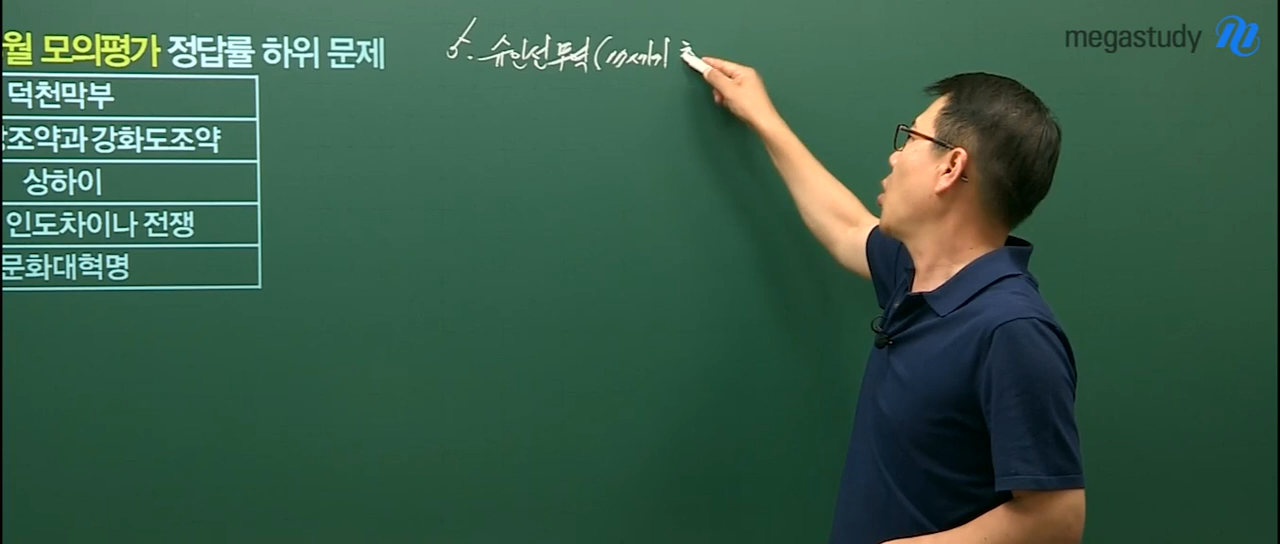 megastudy
월 모의평가 정답률 하위 문제
5. 슈인선 무역 (17세기 초
덕천막부
조약과 강화도조약
상하이
인도차이나 전쟁
문화대혁명